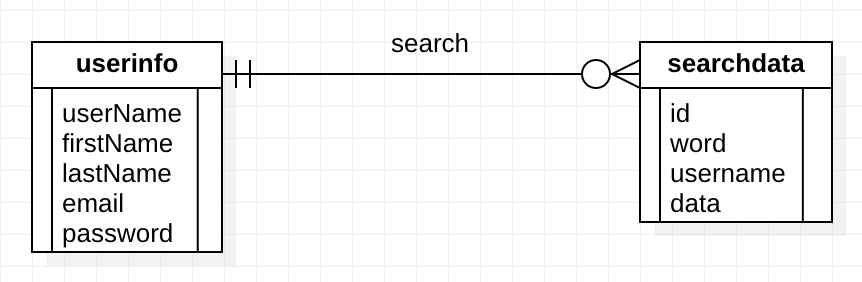 search
userinfo
userName
firstName
lastName
email
password
searchdata
id
word
username
data